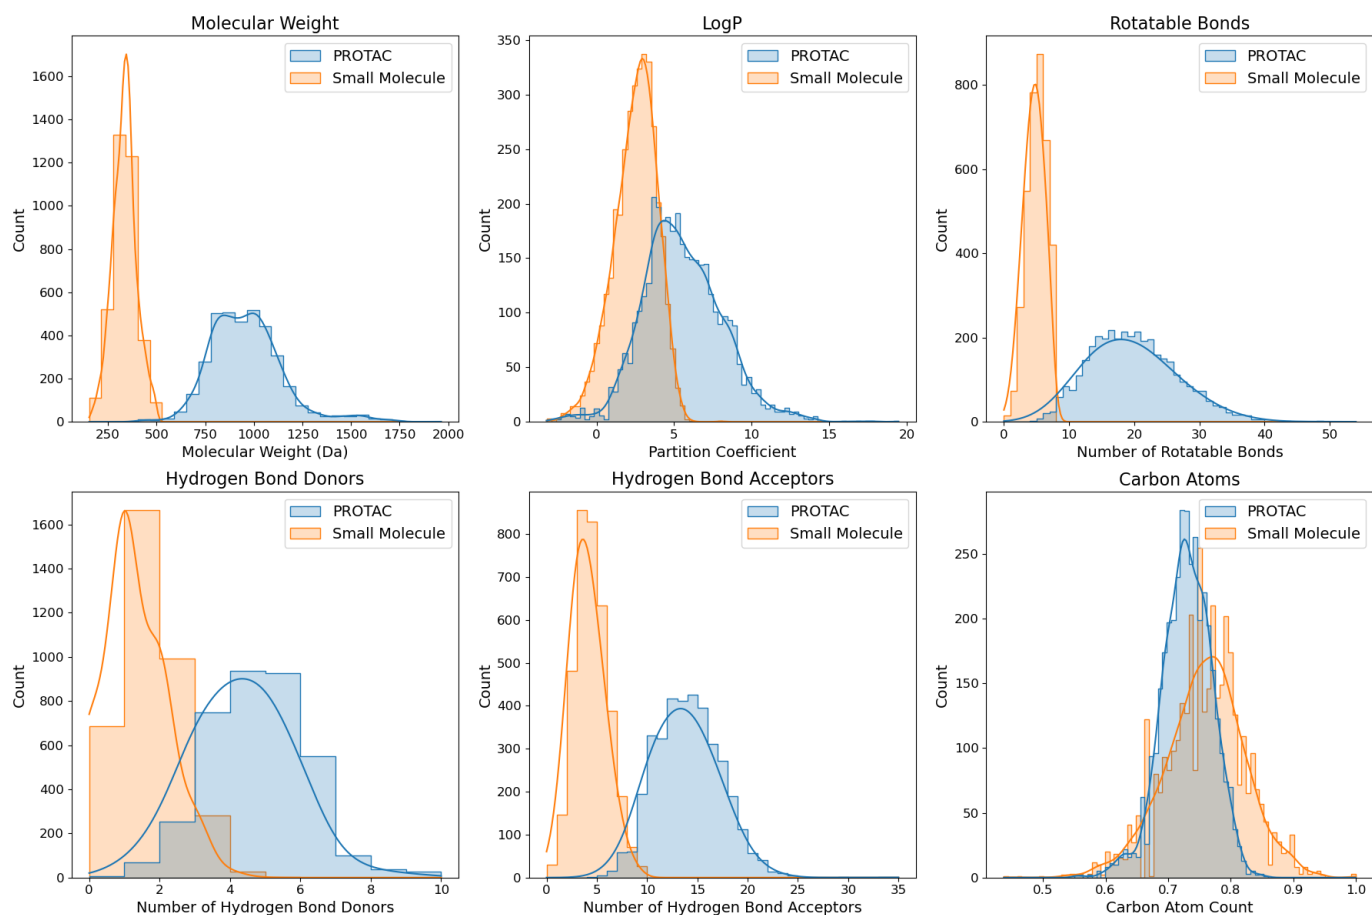 Molecular Weight
PROTAC
Small Molecule
Count
1600
1400
1200
1000
800
600
400
200
0
250
500
750
1000
1250
1500
1750
2000
Molecular Weight (Da)
LogP
PROTAC
Small Molecule
Count
350
300
250
200
150
100
50
0
0
5
10
15
20
Partition Coefficient
Rotatable Bonds
PROTAC
Small Molecule
Count
800
600
400
200
0
0
10
20
30
40
50
Number of Rotatable Bonds
Hydrogen Bond Donors
PROTAC
Small Molecule
Count
1600
1400
1200
1000
800
600
400
200
0
0
2
4
6
8
10
Number of Hydrogen Bond Donors
Hydrogen Bond Acceptors
PROTAC
Small Molecule
Count
800
700
600
500
400
300
200
100
0
0
5
10
15
20
25
30
35
Number of Hydrogen Bond Acceptors
Carbon Atoms
PROTAC
Small Molecule
Count
250
200
150
100
50
0
0.5
0.6
0.7
0.8
0.9
1.0
Carbon Atom Count